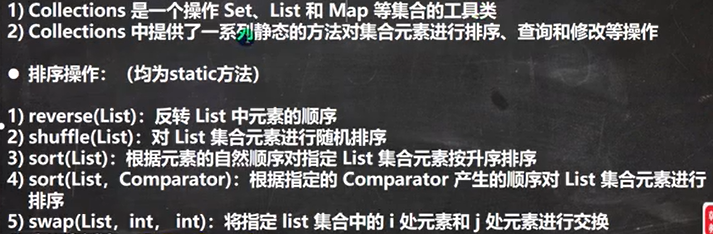 1) Collections 是一个操作 Set、List 和 Map 等集合的工具类
2) Collections 中提供了一系列静态的方法对集合元素进行排序、查询和修改等操作
● 排序操作：（均为static方法）
1) reverse(List)：反转 List 中元素的顺序
2) shuffle(List)：对 List 集合元素进行随机排序
3) sort(List)：根据元素的自然顺序对指定 List 集合元素按升序排序
4) sort(List，Comparator)：根据指定的 Comparator 产生的顺序对 List 集合元素进行
排序
5) swap(List，int， int)：将指定 list 集合中的 i 处元素和 j 处元素进行交换